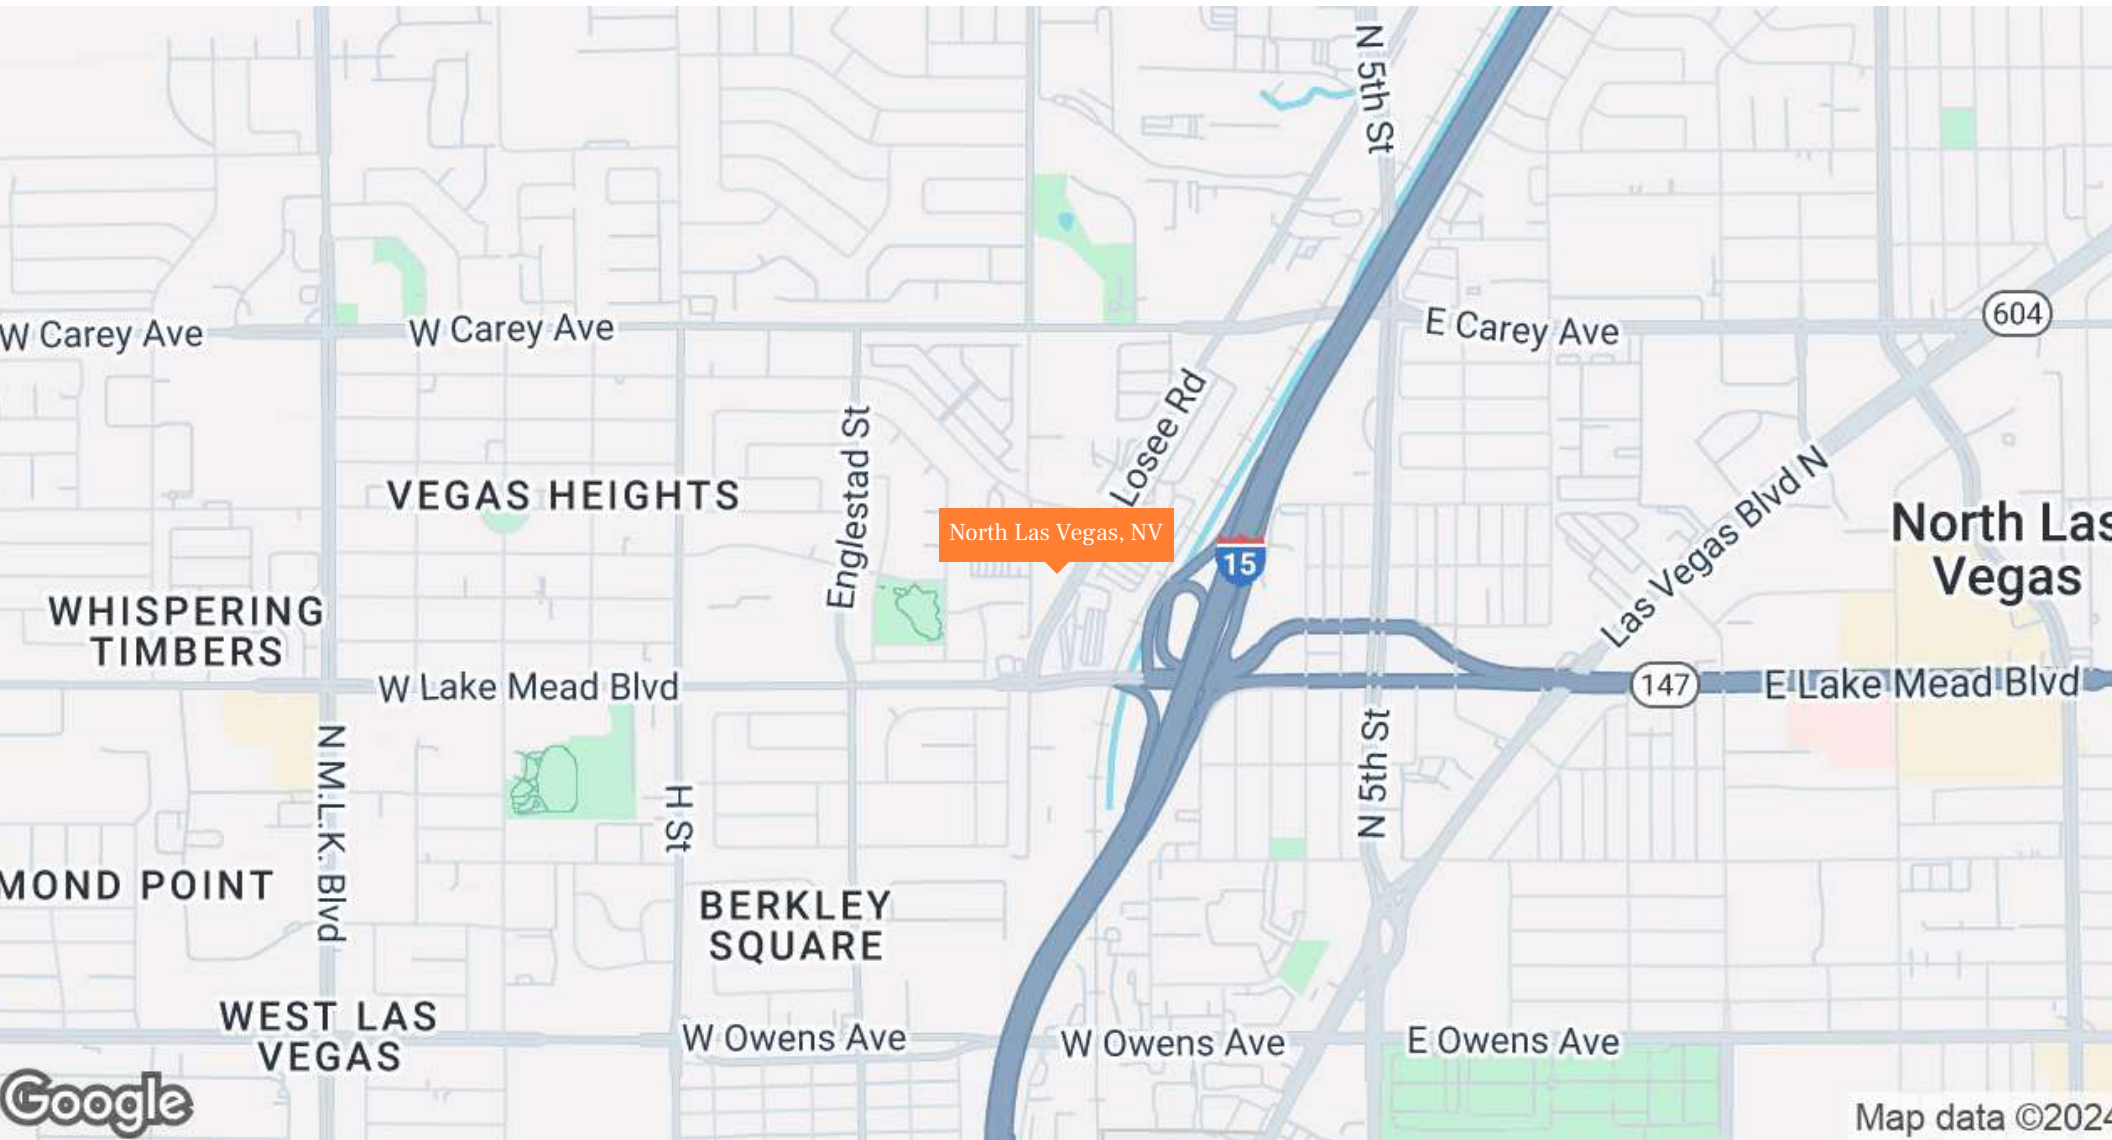 N 5th St
604
W Carey Ave
W Carey Ave
E Carey Ave
Losee Rd
Englestad St
VEGAS HEIGHTS
North Las Vegas, NV
15
Las Vegas Blvd N
North Las
Vegas
WHISPERING
TIMBERS
W Lake Mead Blvd
147
E Lake Mead Blvd
N M.L.K. Blvd
H St
N 5th St
MOND POINT
BERKLEY
SQUARE
WEST LAS
VEGAS
W Owens Ave
W Owens Ave
E Owens Ave
Google
Map data ©2024